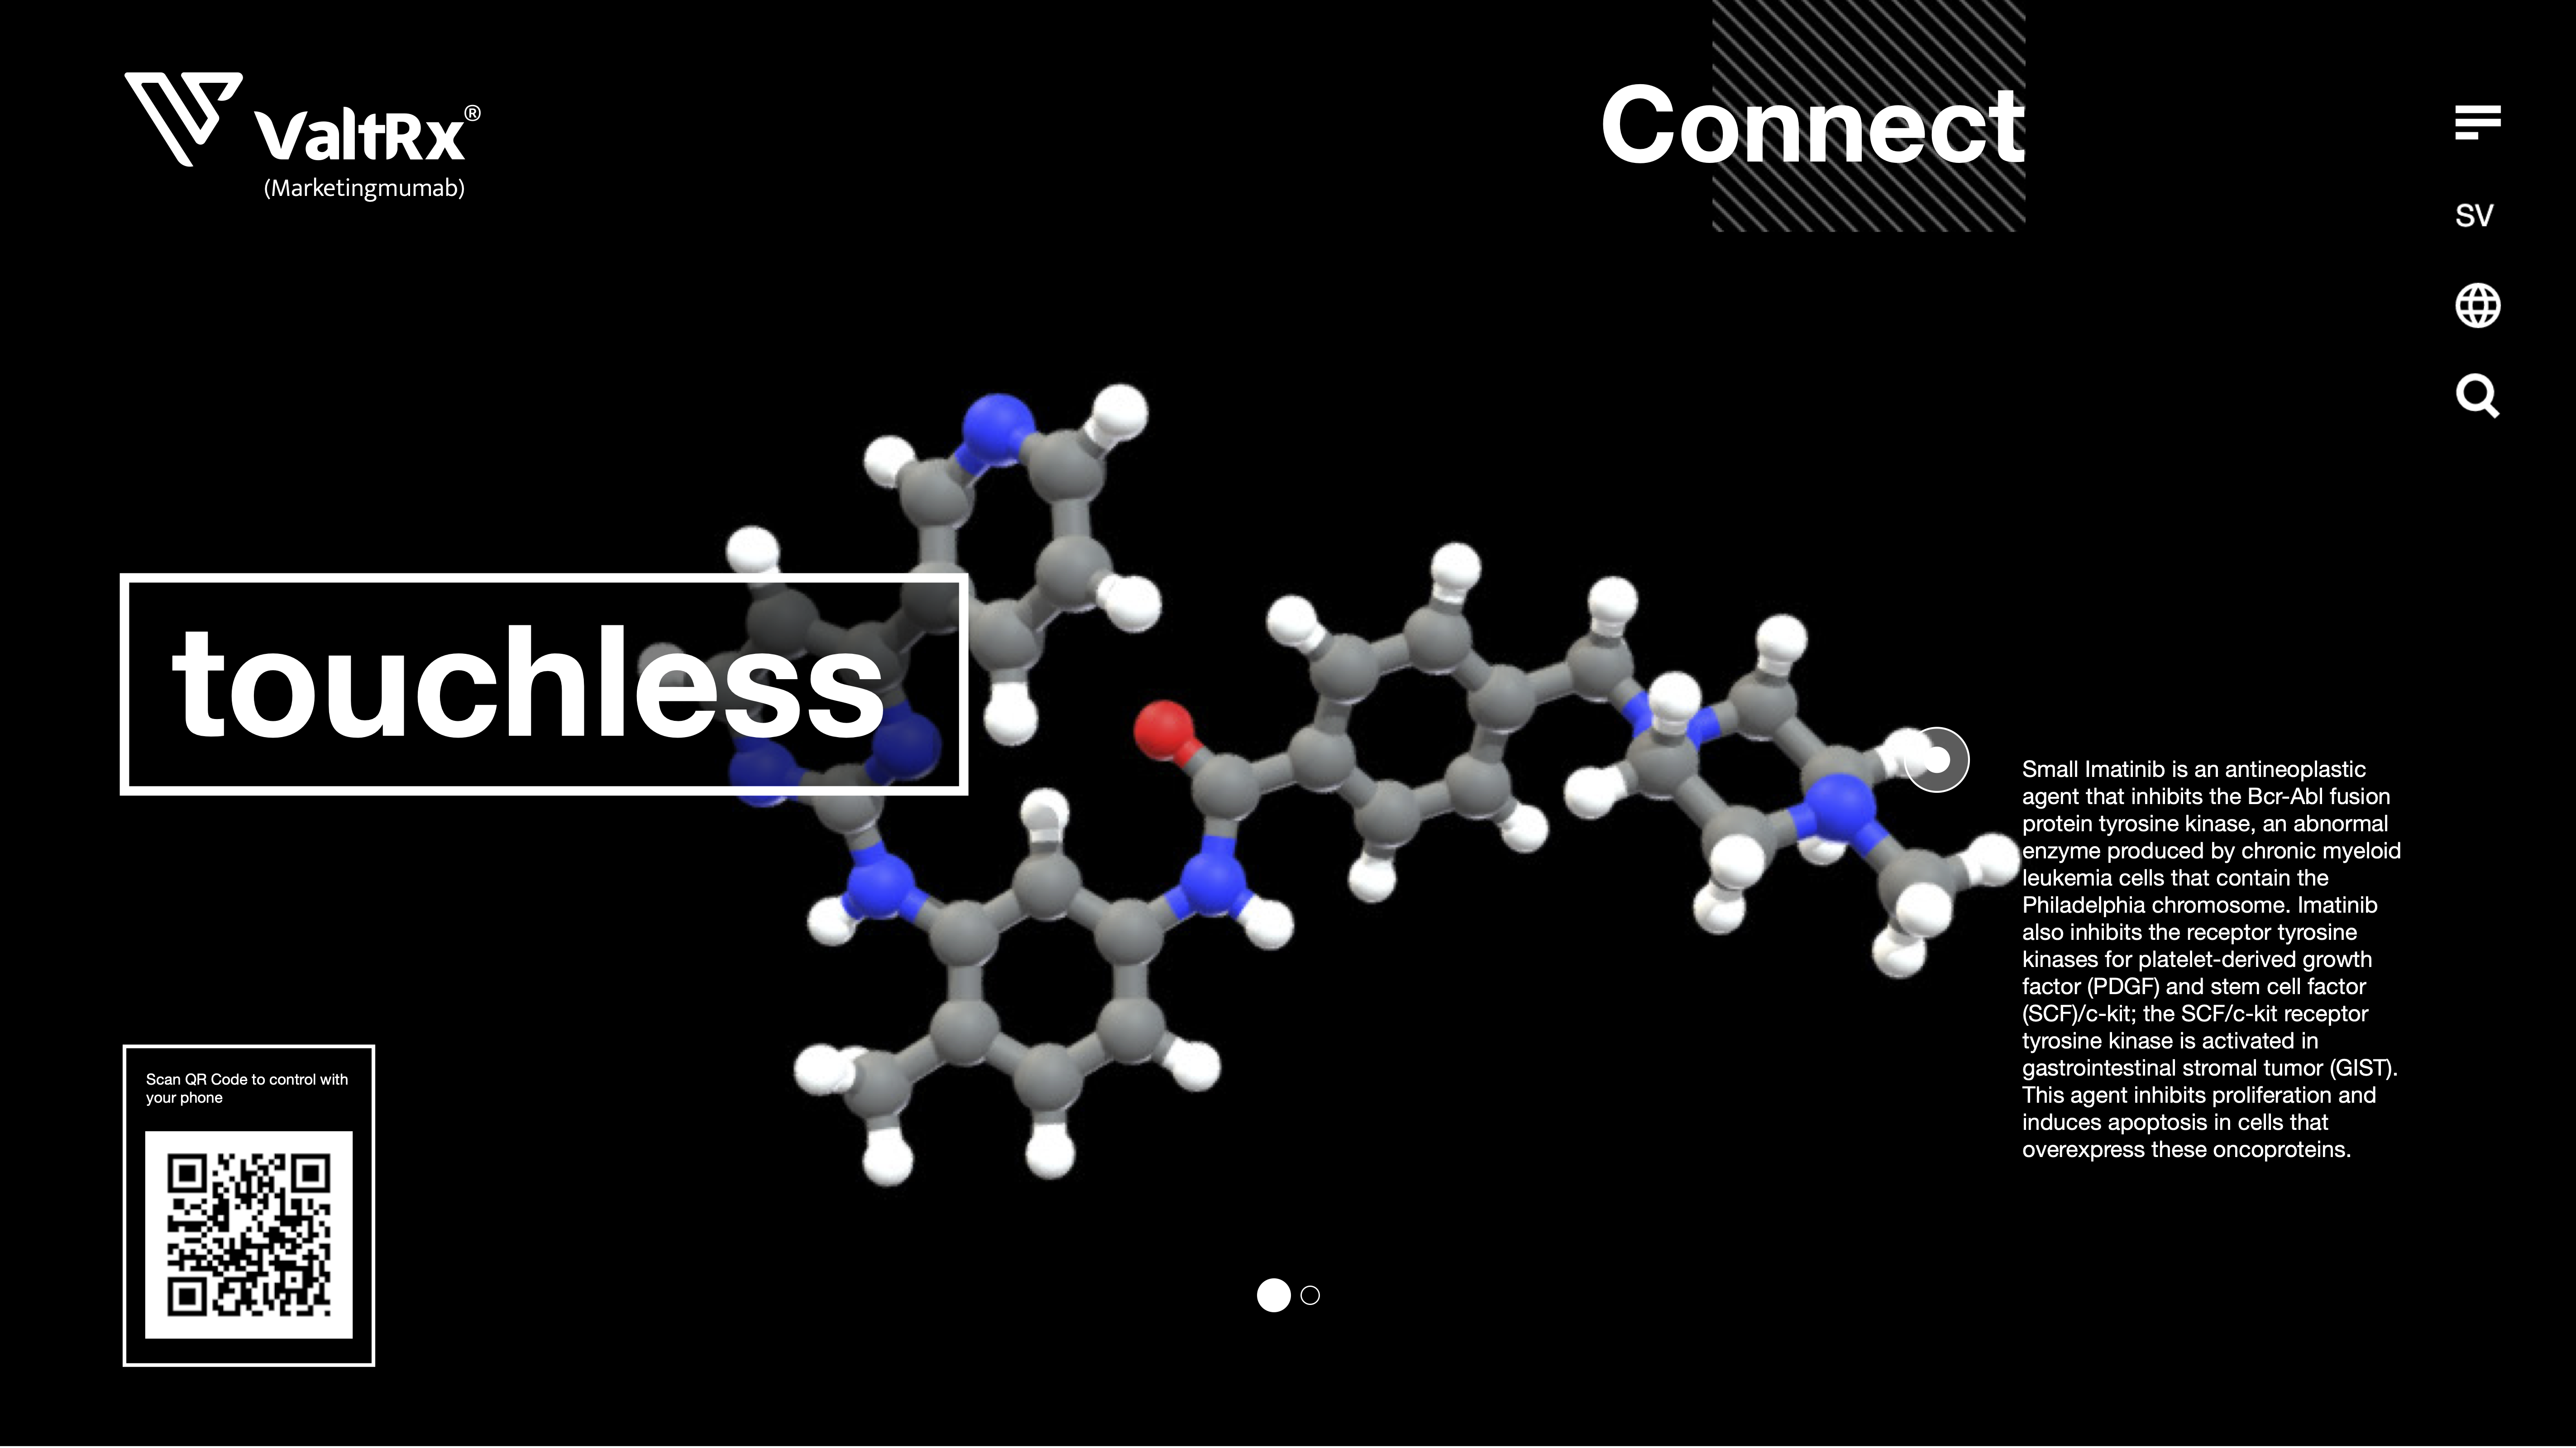 ValtRx®
(Marketingmumab)
Connect
SV
touchless
Small Imatinib is an antineoplastic
agent that inhibits the Bcr-Abl fusion
protein tyrosine kinase, an abnormal
enzyme produced by chronic myeloid
leukemia cells that contain the
Philadelphia chromosome. Imatinib
also inhibits the receptor tyrosine
kinases for platelet-derived growth
factor (PDGF) and stem cell factor
(SCF)/c-kit; the SCF/c-kit receptor
tyrosine kinase is activated in
gastrointestinal stromal tumor (GIST).
This agent inhibits proliferation and
induces apoptosis in cells that
overexpress these oncoproteins.
Scan QR Code to control with
your phone